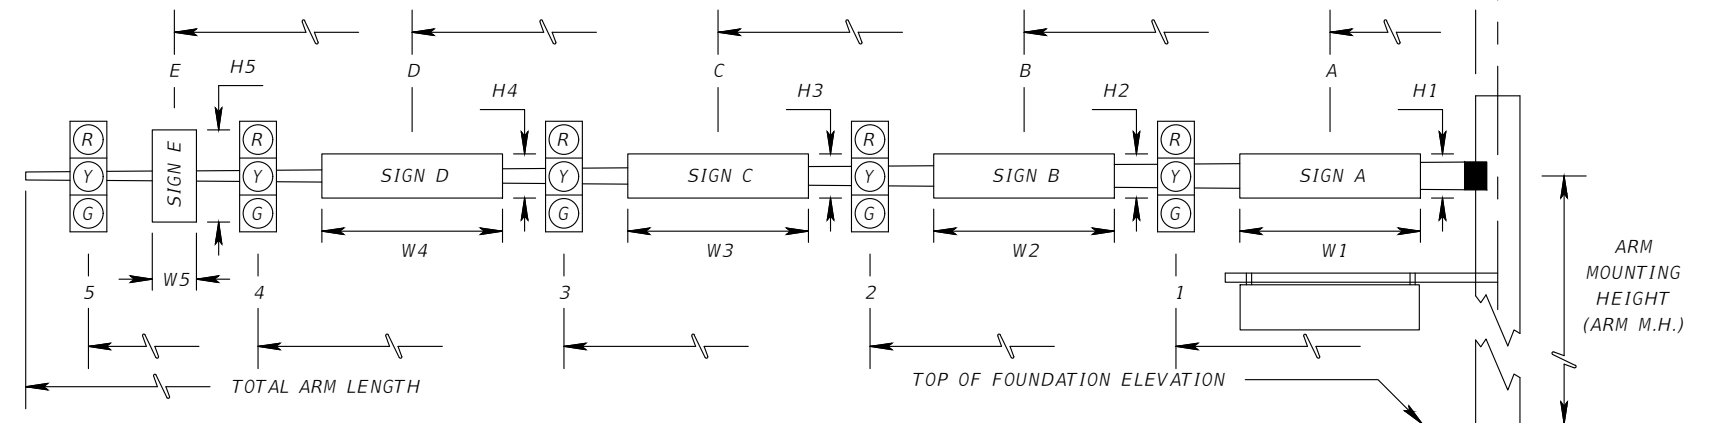 E D C B A
H5 H4 H3 H2 H1
R R R R R
Y SIGN E Y SIGN D Y SIGN C Y SIGN B Y SIGN A
G G G G G
W5 W4 W3 W2 W1
5 4 3 2 1
ARM
MOUNTING
HEIGHT
(ARM M.H.)
TOTAL ARM LENGTH
TOP OF FOUNDATION ELEVATION